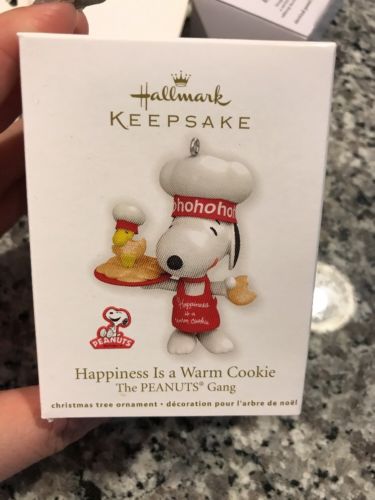 Hallmark
KEEPSAKE
hohohoho
Happiness
is a
warm cookie
PEANUTS
Happiness Is a Warm Cookie
The PEANUTS® Gang
christmas tree ornament • décoration pour l'arbre de noël